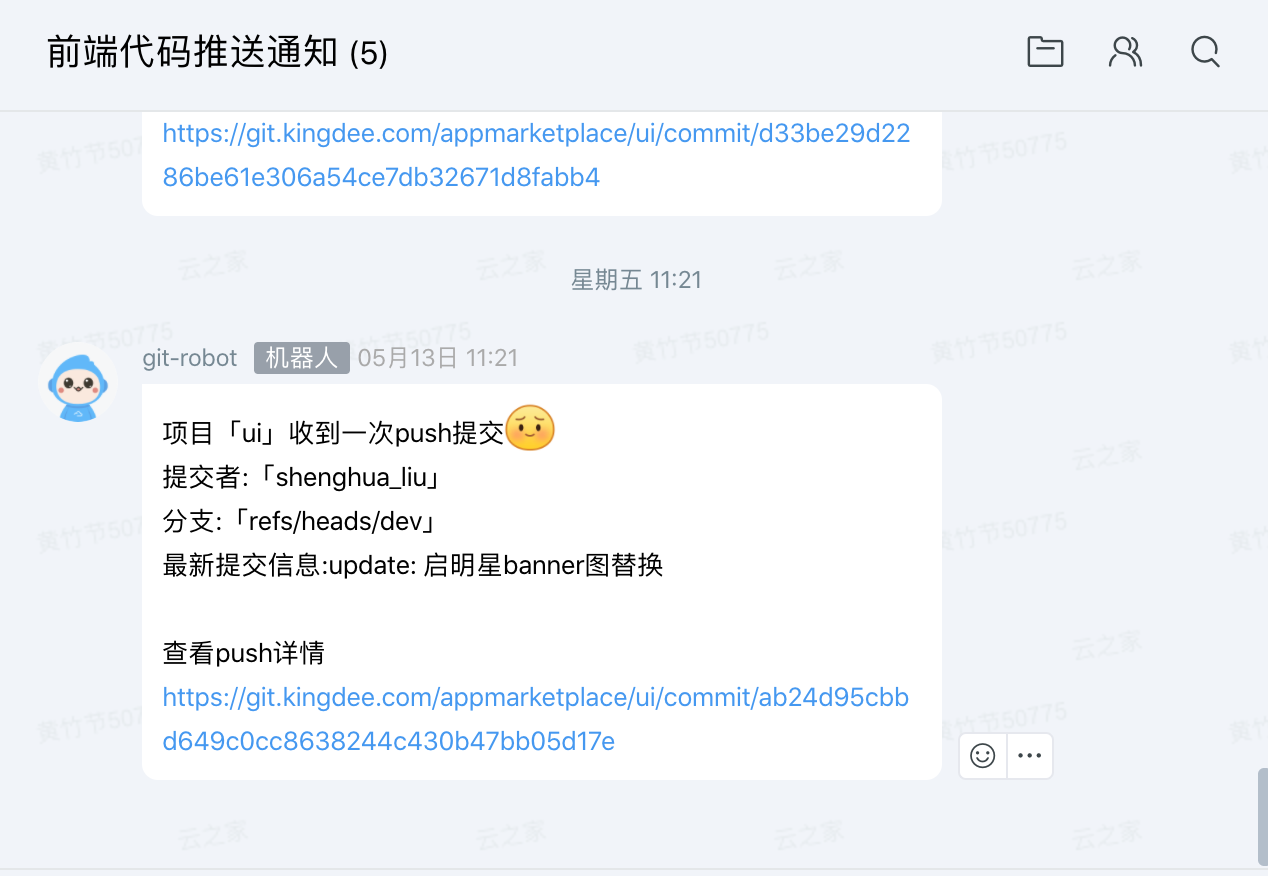 前端代码推送通知 (5)
https://git.kingdee.com/appmarketplace/ui/commit/d33be29d22
86be61e306a54ce7db32671d8fabb4
星期五 11:21
git-robot 机器人 05月13日 11:21
项目「ui」收到一次push提交
提交者:「shenghua_liu」
分支:「refs/heads/dev」
最新提交信息:update: 启明星banner图替换
查看push详情
https://git.kingdee.com/appmarketplace/ui/commit/ab24d95cbb
d649c0cc8638244c430b47bb05d17e
黄竹节50775
云之家